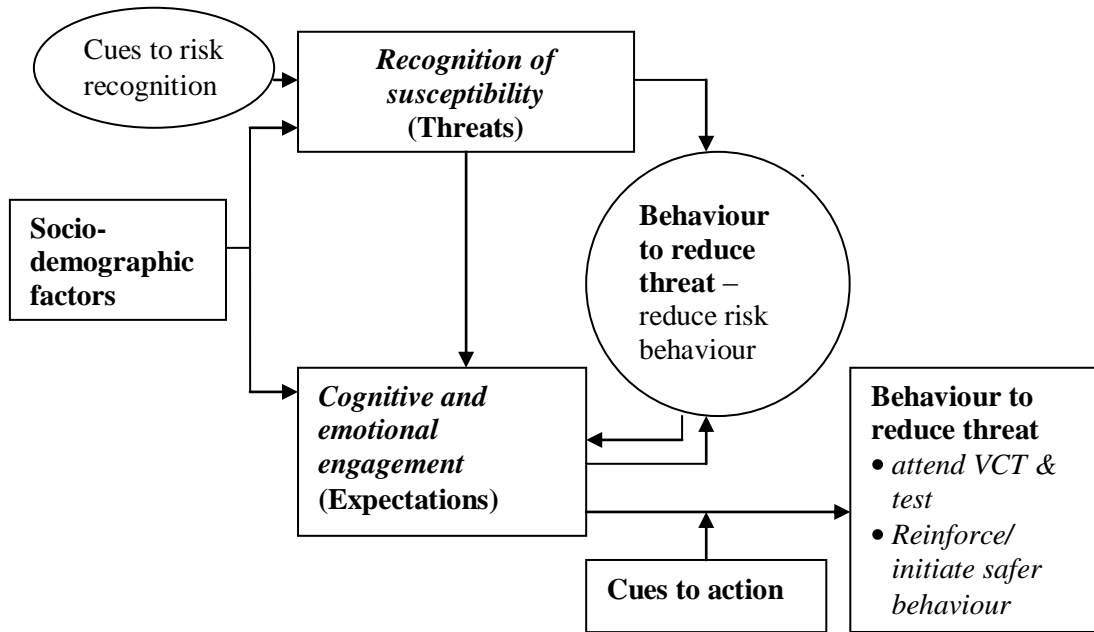 Cues to risk
recognition
Recognition of
susceptibility
(Threats)
Socio-
demographic
factors
Behaviour
to reduce
threat –
reduce risk
behaviour
Cognitive and
emotional
engagement
(Expectations)
Behaviour to
reduce threat
• attend VCT &
test
• Reinforce/
initiate safer
behaviour
Cues to action